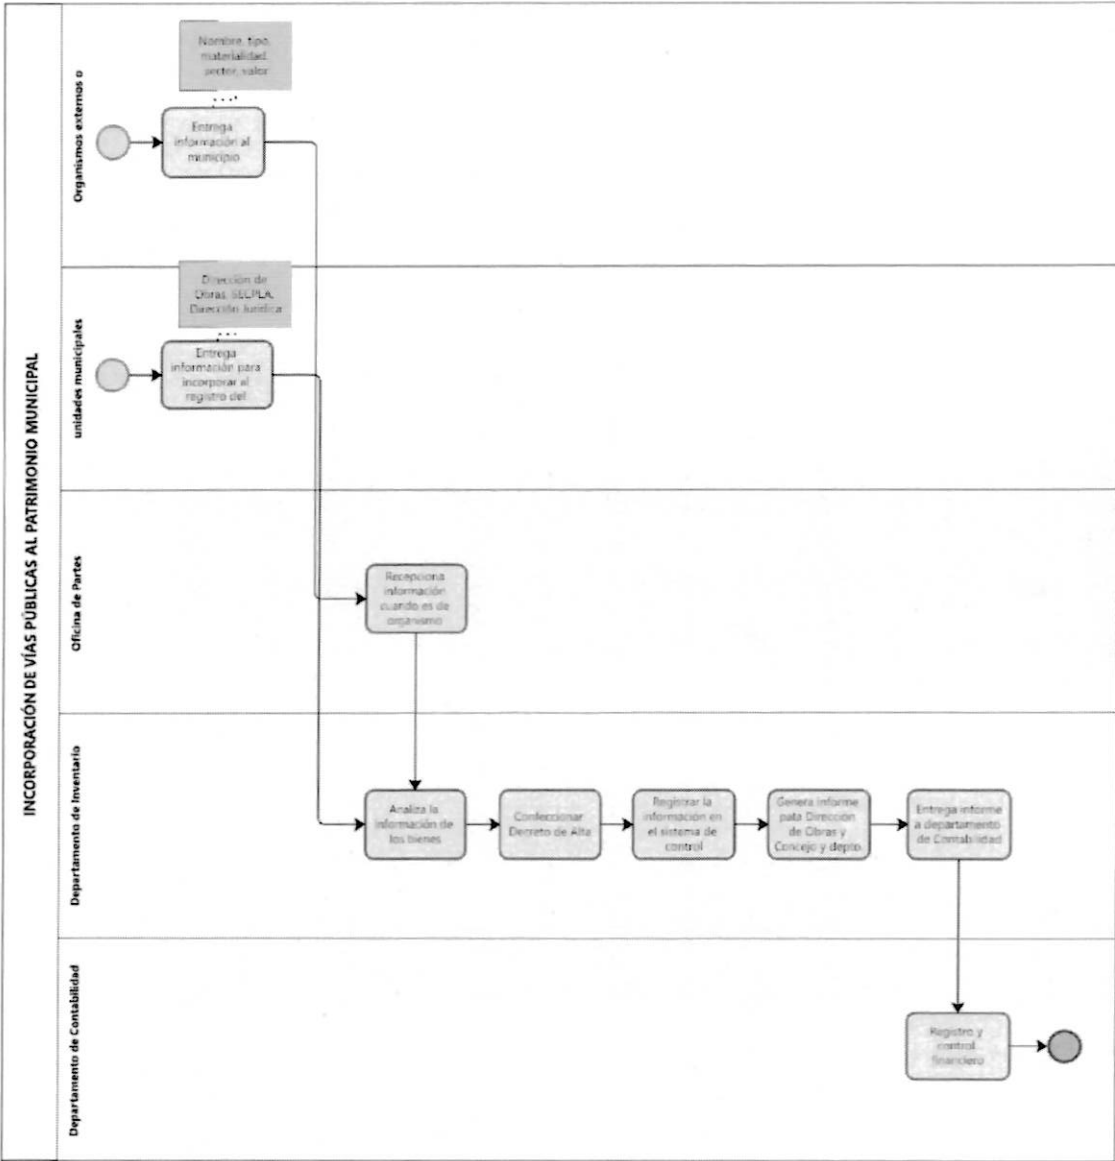 INCORPORACIÓN DE VÍAS PÚBLICAS AL PATRIMONIO MUNICIPAL
Organismos externos o
Nombre, tipo,
materialidad,
sector, valor
Entrega
información al
municipio
unidades municipales
Dirección de
Obras, SECPLA,
Dirección Jurídica
Entrega
información para
incorporar al
registro del
Oficina de Partes
Recepciona
información
cuando es de
organismo
Departamento de Inventario
Analiza la
información de
los bienes
Confeccionar
Decreto de Alta
Registrar la
información en
el sistema de
control
Genera informe
pata Dirección
de Obras y
Concejo y depto.
Entrega informe
a departamento
de Contabilidad
Departamento de Contabilidad
Registro y
control
financiero